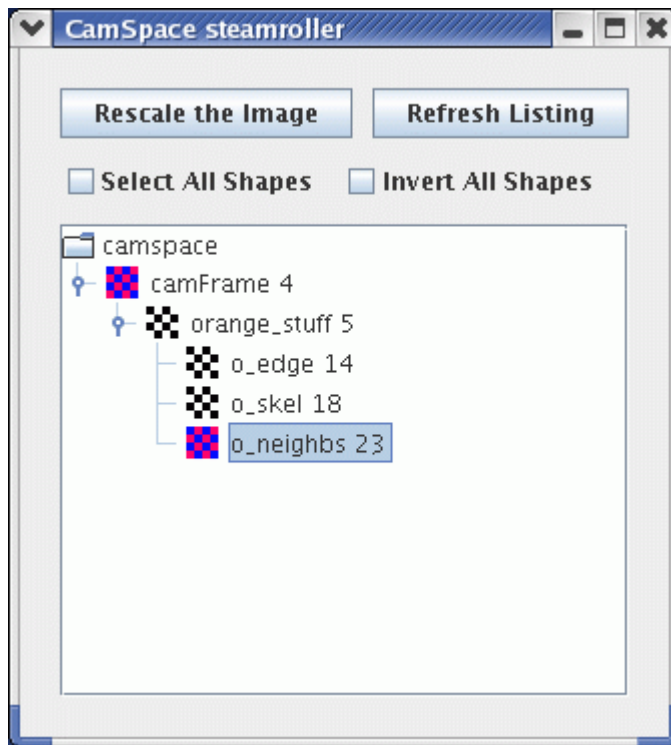 CamSpace steamroller
Rescale the Image Refresh Listing
Select All Shapes Invert All Shapes
camspace
camFrame 4
orange_stuff 5
o_edge 14
o_skel 18
o_neighbs 23